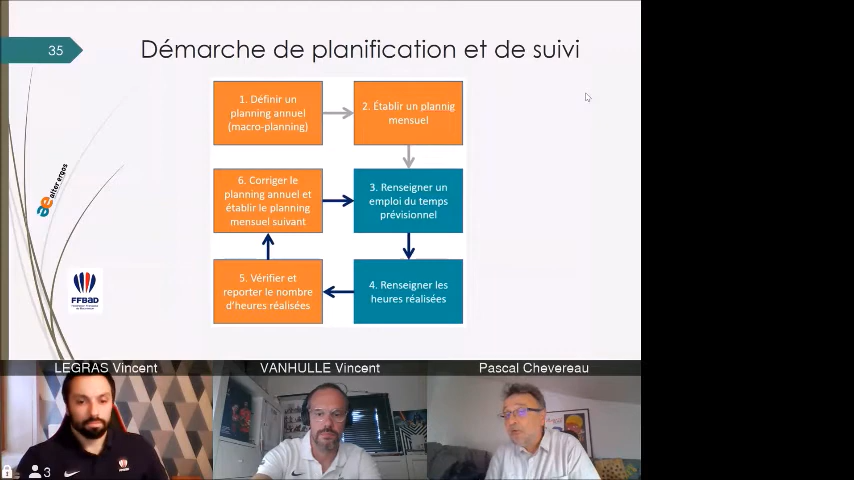 35
Démarche de planification et de suivi
1. Définir un
planning annuel
(macro-planning)
2. Établir un plannig
mensuel
6. Corriger le
planning annuel et
établir le planning
mensuel suivant
3. Renseigner un
emploi du temps
prévisionnel
5. Vérifier et
reporter le nombre
d'heures réalisées
4. Renseigner les
heures réalisées
ae alter ergos
FFBaD
LEGRAS Vincent
VANHULLE Vincent
Pascal Chevereau
3